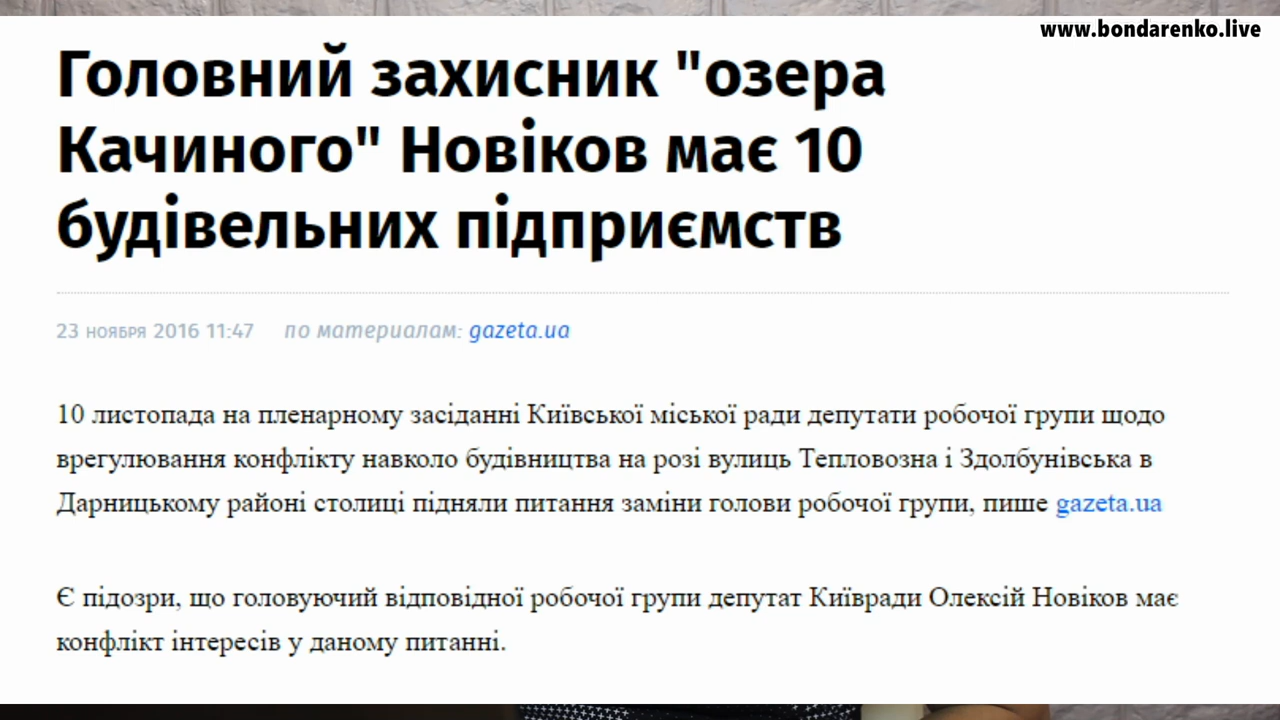 www.bondarenko.live
Головний захисник "озера
Качиного" Новіков має 10
будівельних підприємств
23 НОЯБРЯ 2016 11:47 по материалам: gazeta.ua
10 листопада на пленарному засіданні Київської міської ради депутати робочої групи щодо
врегулювання конфлікту навколо будівництва на розі вулиць Тепловозна і Здолбунівська в
Дарницькому районі столиці підняли питання заміни голови робочої групи, пише gazeta.ua
Є підозри, що головуючий відповідної робочої групи депутат Київради Олексій Новіков має
конфлікт інтересів у даному питанні.